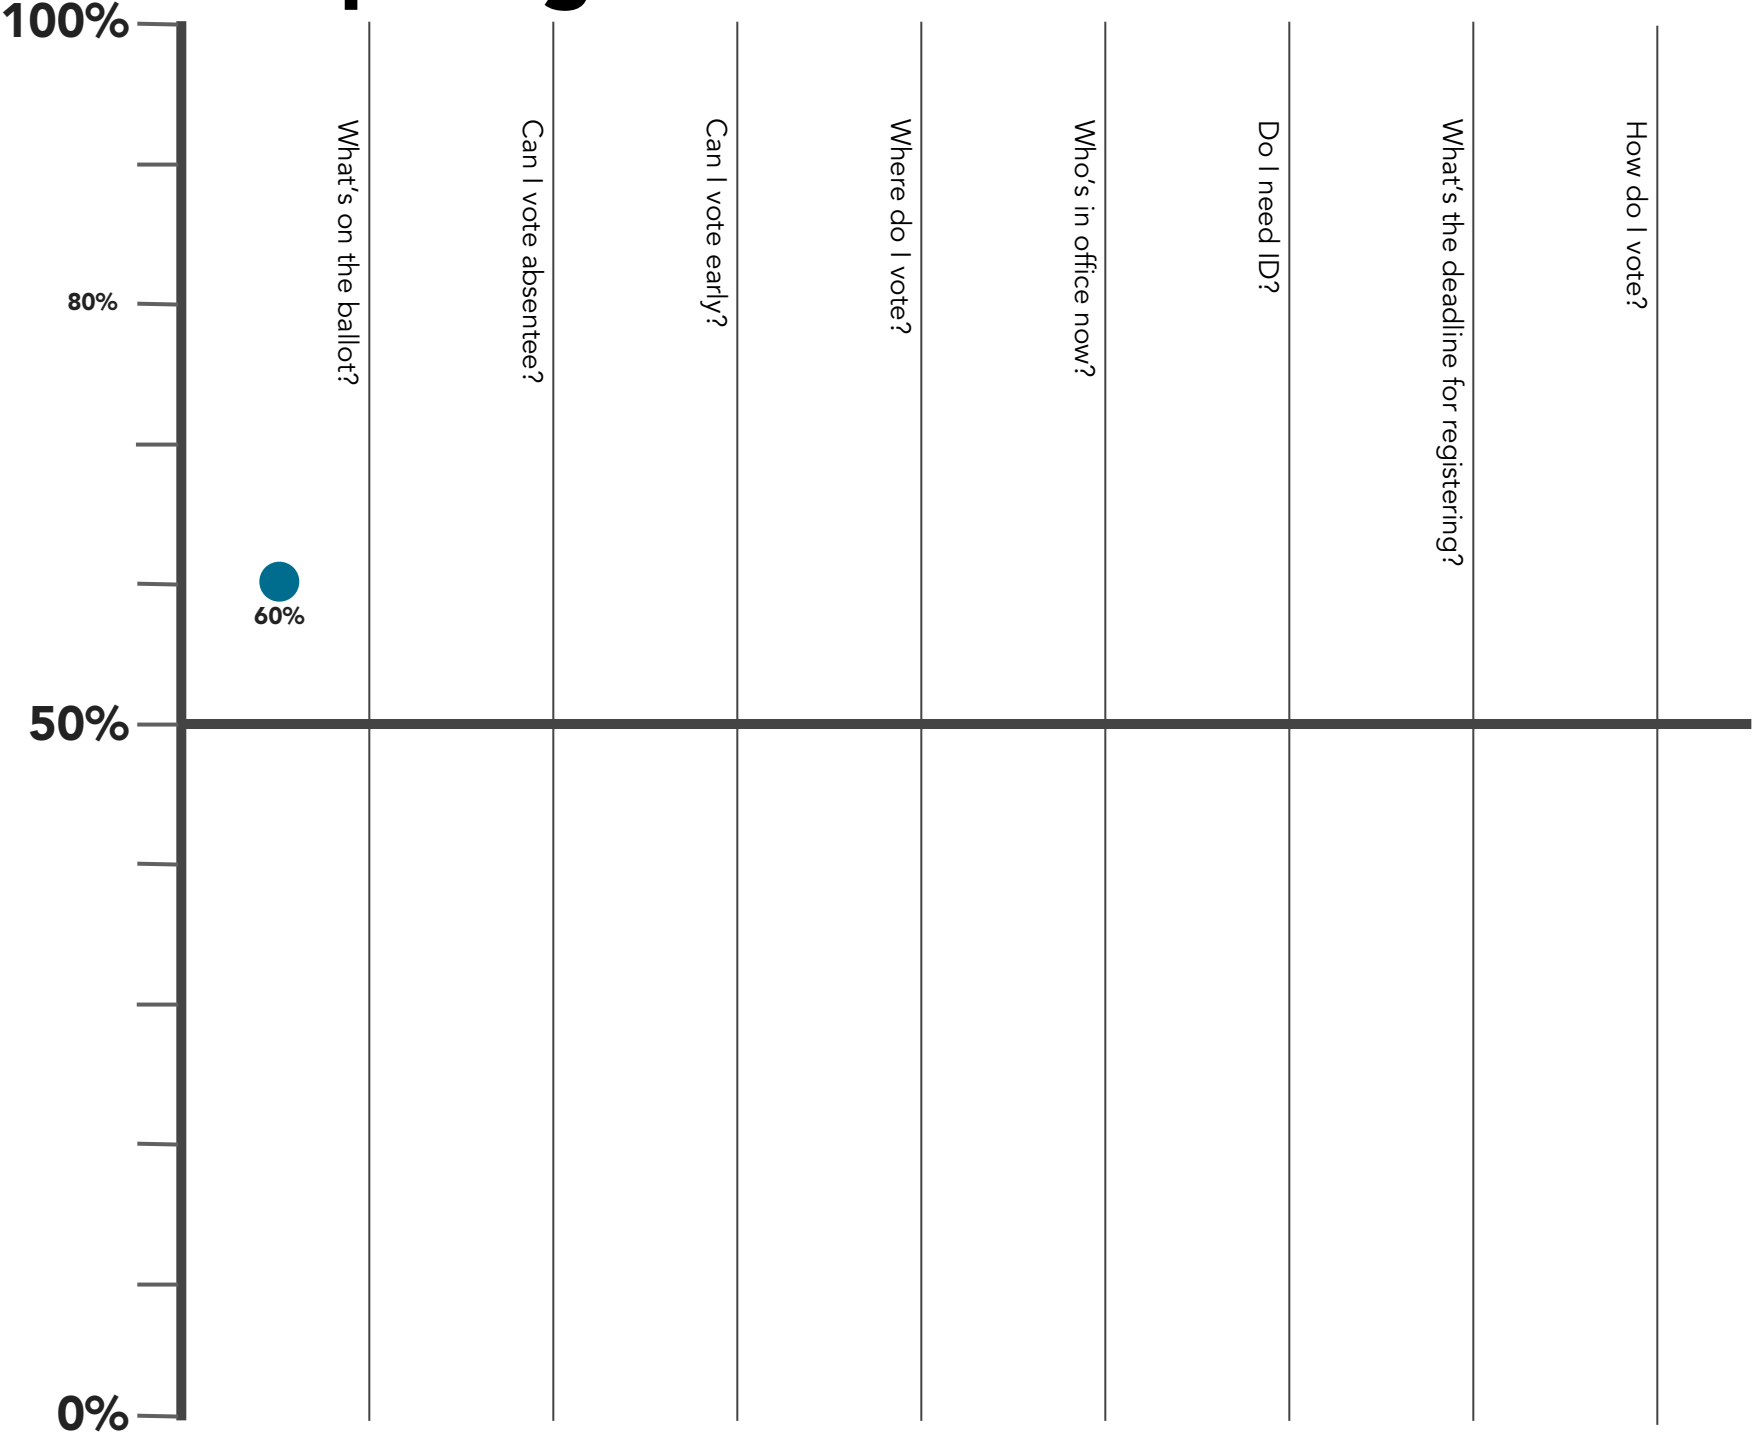 100%
What's on the ballot?
Can I vote absentee?
Can I vote early?
Where do I vote?
Who's in office now?
Do I need ID?
What's the deadline for registering?
How do I vote?
80%
60%
50%
0%